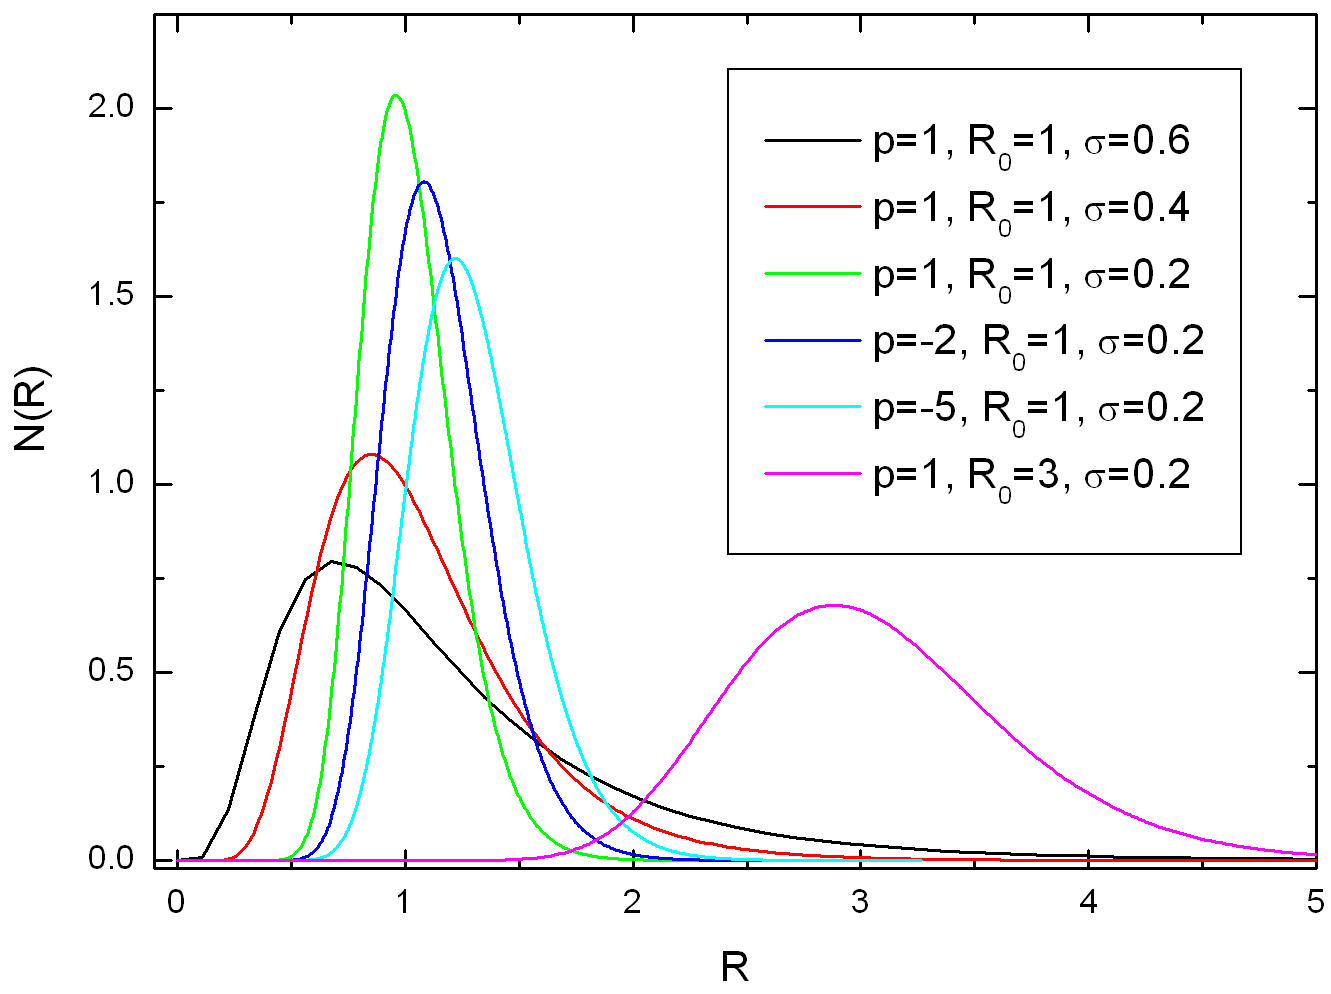 2.0
1.5
1.0
0.5
0.0
N(R)
p=1, R₀=1, σ=0.6
p=1, R₀=1, σ=0.4
p=1, R₀=1, σ=0.2
p=-2, R₀=1, σ=0.2
p=-5, R₀=1, σ=0.2
p=1, R₀=3, σ=0.2
0 1 2 3 4 5
R